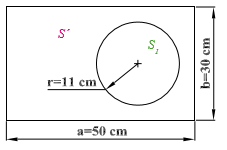 S´
S1
r=11 cm
b=30 cm
a=50 cm